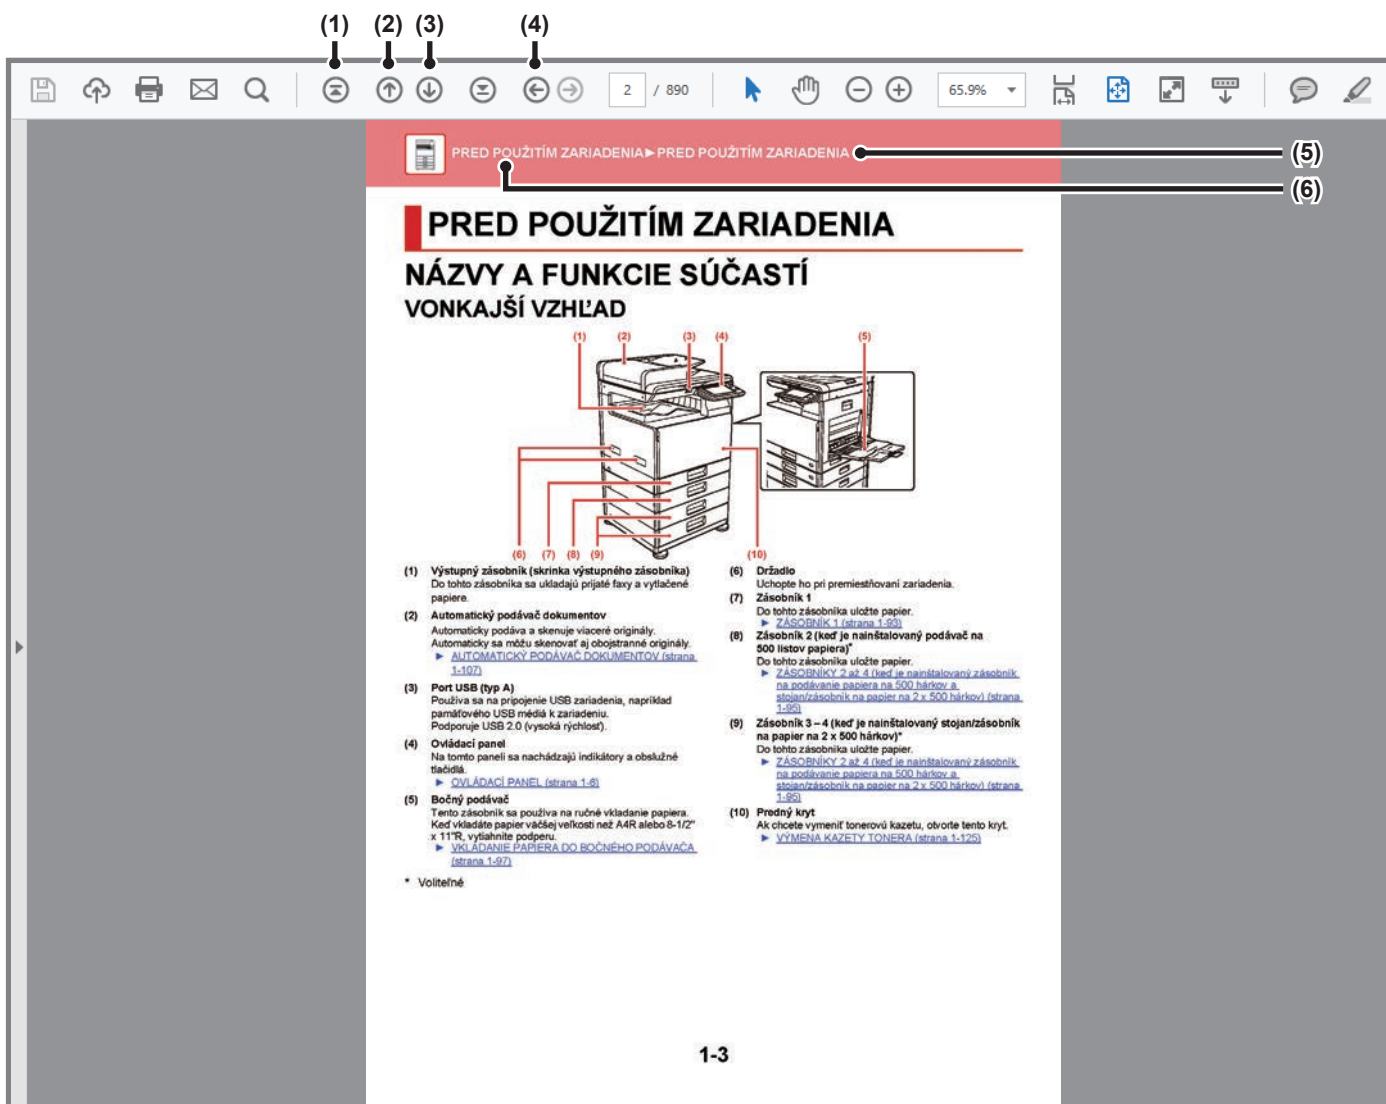 (1) (2) (3) (4)
2 / 890 65.9%
PRED POUŽITÍM ZARIADENIA►PRED POUŽITÍM ZARIADENIA (5)
(6)
PRED POUŽITÍM ZARIADENIA
NÁZVY A FUNKCIE SÚČASTÍ
VONKAJŠÍ VZHĽAD
(1) (2) (3) (4) (5)
(6) (7) (8) (9) (10)
(1) Výstupný zásobník (skrinka výstupného zásobníka)
Do tohto zásobníka sa ukladajú prijaté faxy a vytlačené
papiere.
(2) Automatický podávač dokumentov
Automaticky podáva a skenuje viaceré originály.
Automaticky sa môžu skenovať aj obojstranné originály.
► AUTOMATICKÝ PODÁVAČ DOKUMENTOV (strana
1-107)
(3) Port USB (typ A)
Používa sa na pripojenie USB zariadenia, napríklad
pamäťového USB médiá k zariadeniu.
Podporuje USB 2.0 (vysoká rýchlosť).
(4) Ovládací panel
Na tomto paneli sa nachádzajú indikátory a obslužné
tlačidlá.
► OVLÁDACÍ PANEL (strana 1-6)
(5) Bočný podávač
Tento zásobník sa používa na ručné vkladanie papiera.
Keď vkladáte papier väčšej veľkosti než A4R alebo 8-1/2"
x 11"R, vytiahnite podperu.
► VKLADANIE PAPIERA DO BOČNÉHO PODÁVAČA
(strana 1-97)
* Voliteľné
(6) Držadlo
Uchopte ho pri premiestňovaní zariadenia.
(7) Zásobník 1
Do tohto zásobníka uložte papier.
► ZÁSOBNÍK 1 (strana 1-93)
(8) Zásobník 2 (keď je nainštalovaný podávač na
500 listov papiera)*
Do tohto zásobníka uložte papier.
► ZÁSOBNÍKY 2 až 4 (keď je nainštalovaný zásobník
na podávanie papiera na 500 hárkov a
stojan/zásobník na papier na 2 x 500 hárkov) (strana
1-95)
(9) Zásobník 3 – 4 (keď je nainštalovaný stojan/zásobník
na papier na 2 x 500 hárkov)*
Do tohto zásobníka uložte papier.
► ZÁSOBNÍKY 2 až 4 (keď je nainštalovaný zásobník
na podávanie papiera na 500 hárkov a
stojan/zásobník na papier na 2 x 500 hárkov) (strana
1-95)
(10) Predný kryt
Ak chcete vymeniť tonerovú kazetu, otvorte tento kryt.
► VÝMENA KAZETY TONERA (strana 1-125)
1-3